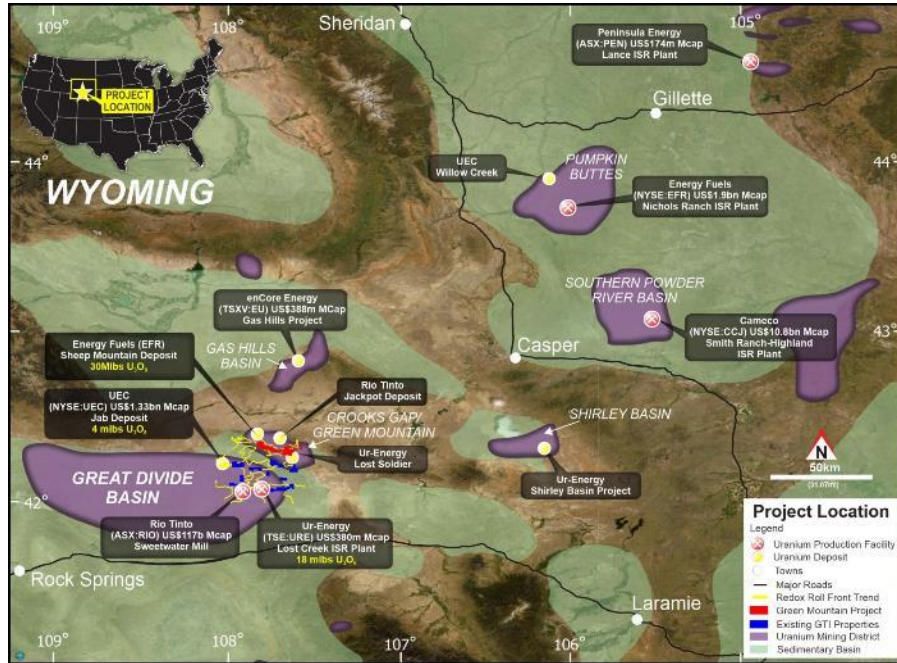 109°
108°
Sheridan
105°
Peninsula Energy
(ASX:PEN) US$174m Mcap
Lance ISR Plant
PROJECT
LOCATION
Gillette
44°
44°
WYOMING
UEC
Willow Creek
PUMPKIN
BUTTES
Energy Fuels
(NYSE:EFR) US$1.9bn Mcap
Nichols Ranch ISR Plant
enCore Energy
(TSXV:EU) US$388m MCap
Gas Hills Project
SOUTHERN POWDER
RIVER BASIN
Cameco
(NYSE:CCJ) US$10.8bn Mcap
Smith Ranch-Highland
ISR Plant
43°
Energy Fuels (EFR)
Sheep Mountain Deposit
30Mlbs U₃O₈
GAS HILLS
BASIN
Casper
Rio Tinto
Jackpot Deposit
UEC
(NYSE:UEC) US$1.33bn Mcap
Jab Deposit
4 mlbs U₃O₈
CROOKS GAP/
GREEN MOUNTAIN
SHIRLEY BASIN
Ur-Energy
Lost Soldier
Ur-Energy
Shirley Basin Project
GREAT DIVIDE
BASIN
42°
N
50km
(31.07mi)
Rio Tinto
(ASX:RIO) US$117b Mcap
Sweetwater Mill
Ur-Energy
(TSE:URE) US$380m MCap
Lost Creek ISR Plant
18 mlbs U₃O₈
Rock Springs
Laramie
109°
108°
107°
106°
Project Location
Legend
Uranium Production Facility
Uranium Deposit
Towns
Major Roads
Redox Roll Front Trend
Green Mountain Project
Existing GTI Properties
Uranium Mining District
Sedimentary Basin